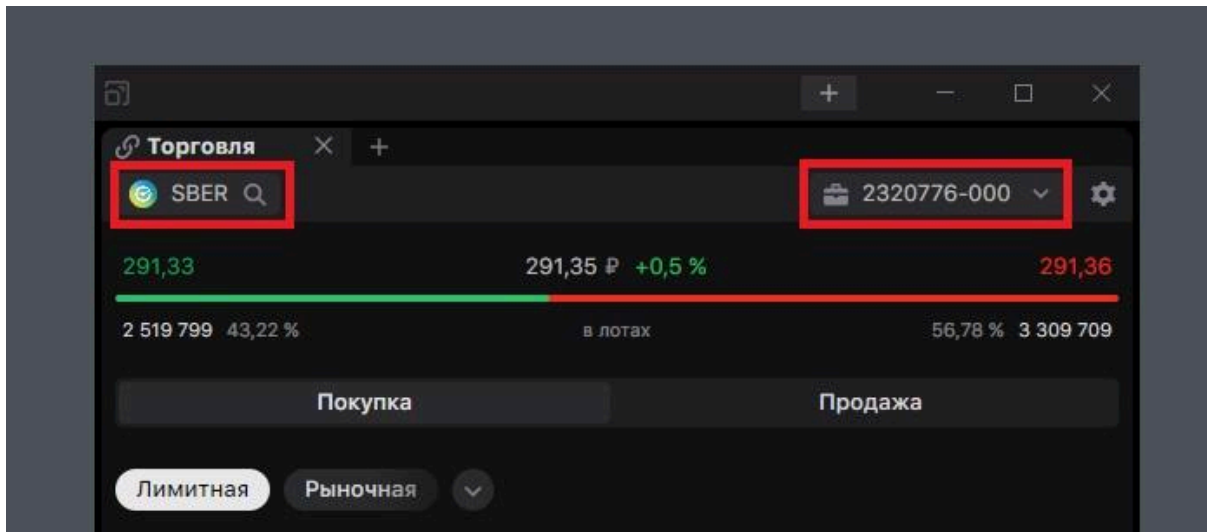 Торговля
SBER 2320776-000
291,33 291,35 ₽ +0,5 % 291,36
2 519 799 43,22 % в лотах 56,78 % 3 309 709
Покупка Продажа
Лимитная Рыночная